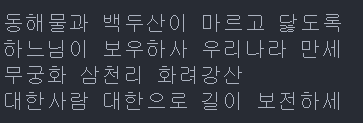 동해물과 백두산이 마르고 닳도록
하느님이 보우하사 우리나라 만세
무궁화 삼천리 화려강산
대한사람 대한으로 길이 보전하세